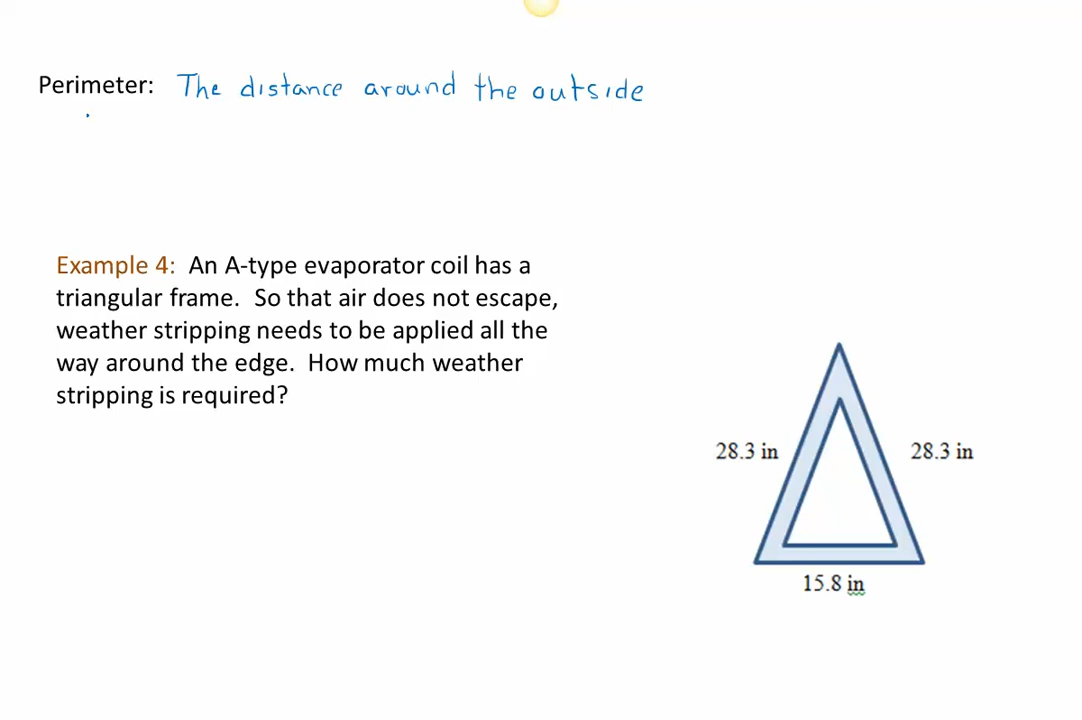 Perimeter: The distance around the outside
Example 4: An A-type evaporator coil has a
triangular frame. So that air does not escape,
weather stripping needs to be applied all the
way around the edge. How much weather
stripping is required?
28.3 in
28.3 in
15.8 in